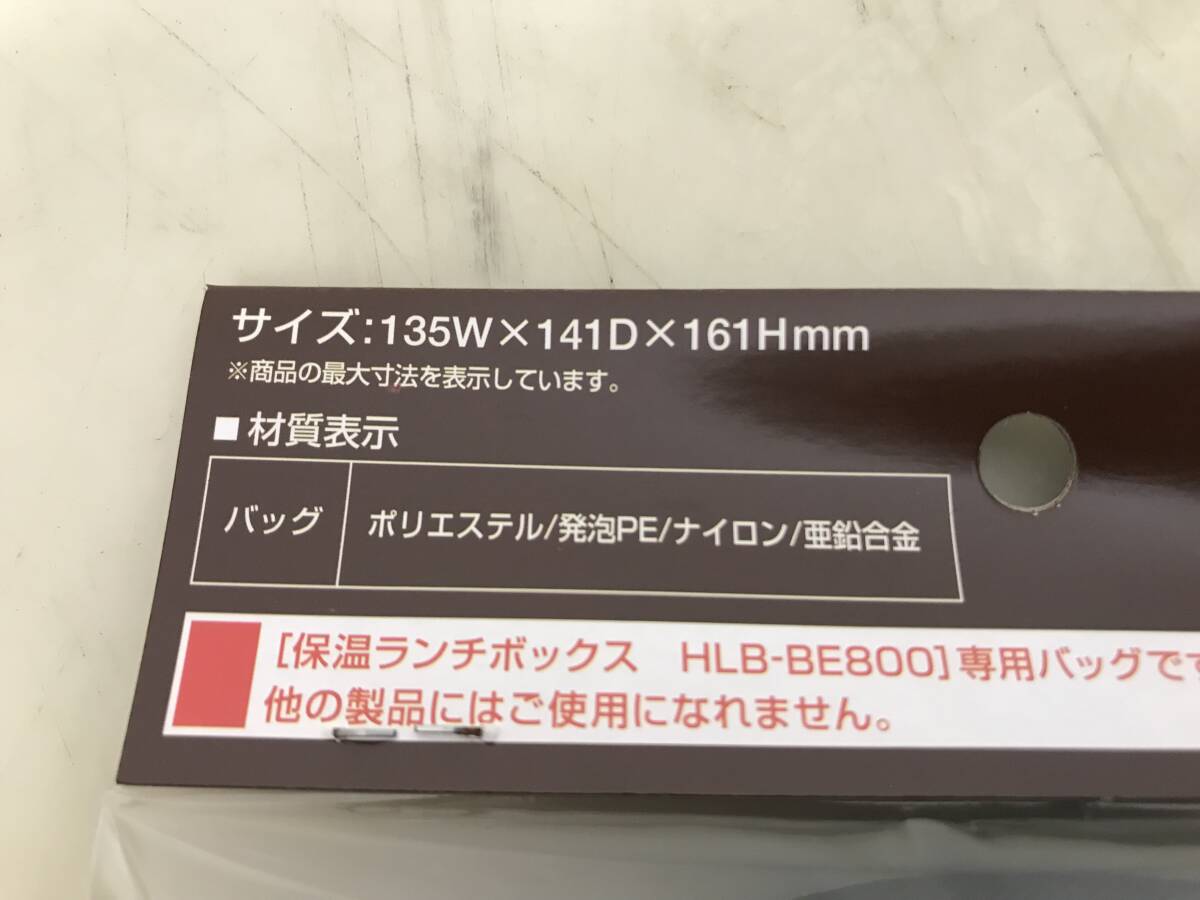 サイズ:135W×141D×161Hmm
※商品の最大寸法を表示しています。
■材質表示
バッグ ポリエステル/発泡PE/ナイロン/亜鉛合金
［保温ランチボックス　HLB-BE800］専用バッグです
他の製品にはご使用になれません。